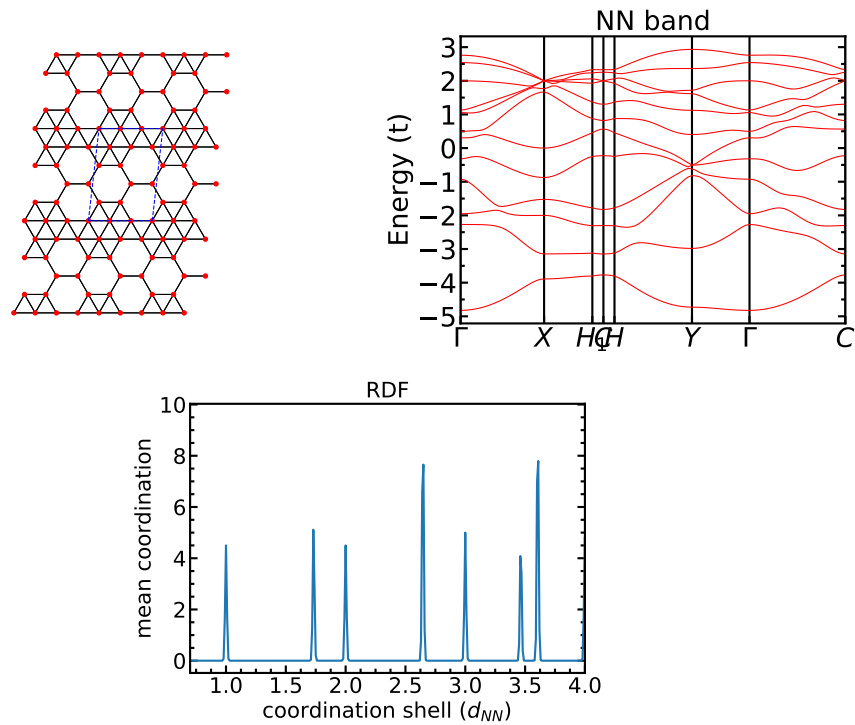 NN band
Energy (t)
3
2
1
0
−1
−2
−3
−4
−5
Γ X H₁ C H Y Γ C
RDF
mean coordination
10
8
6
4
2
0
1.0 1.5 2.0 2.5 3.0 3.5 4.0
coordination shell (d_NN)